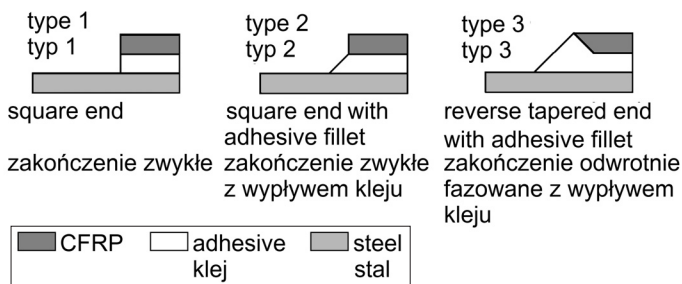 type 1
typ 1
square end
zakończenie zwykłe
type 2
typ 2
square end with
adhesive fillet
zakończenie zwykłe
z wypływem kleju
type 3
typ 3
reverse tapered end
with adhesive fillet
zakończenie odwrotnie
fazowane z wypływem
kleju
CFRP
adhesive
klej
steel
stal